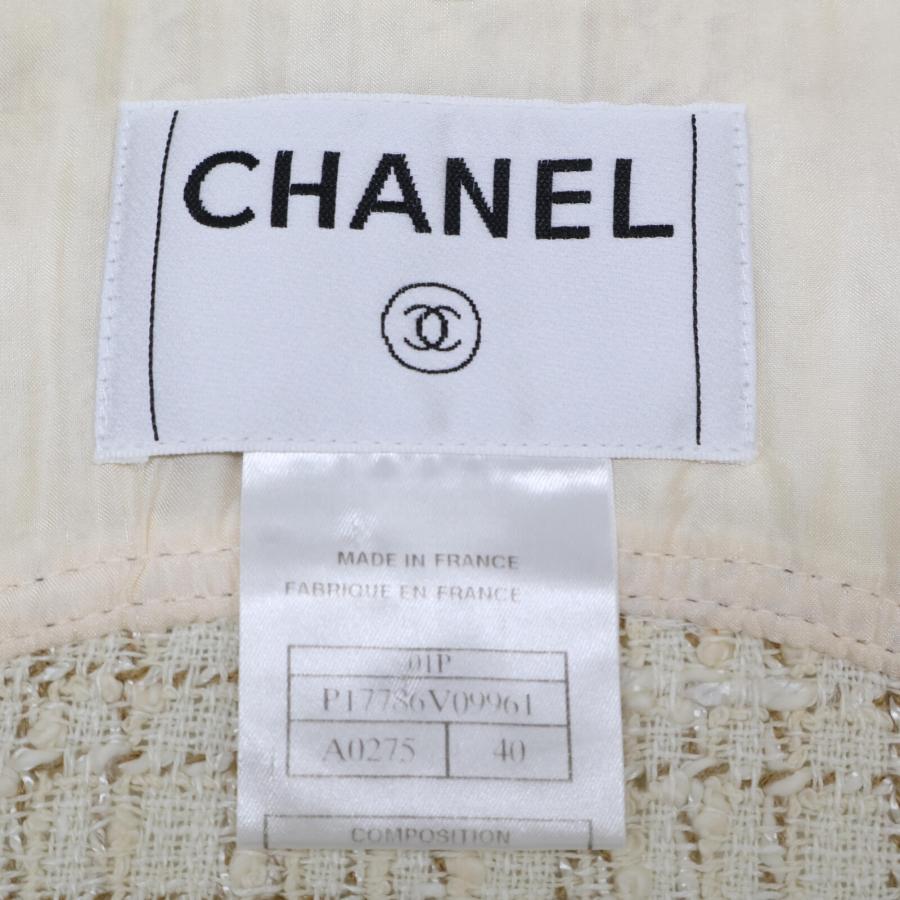 CHANEL
MADE IN FRANCE
FABRIQUE EN FRANCE
01P
P17786V09961
A0275 40
COMPOSITION